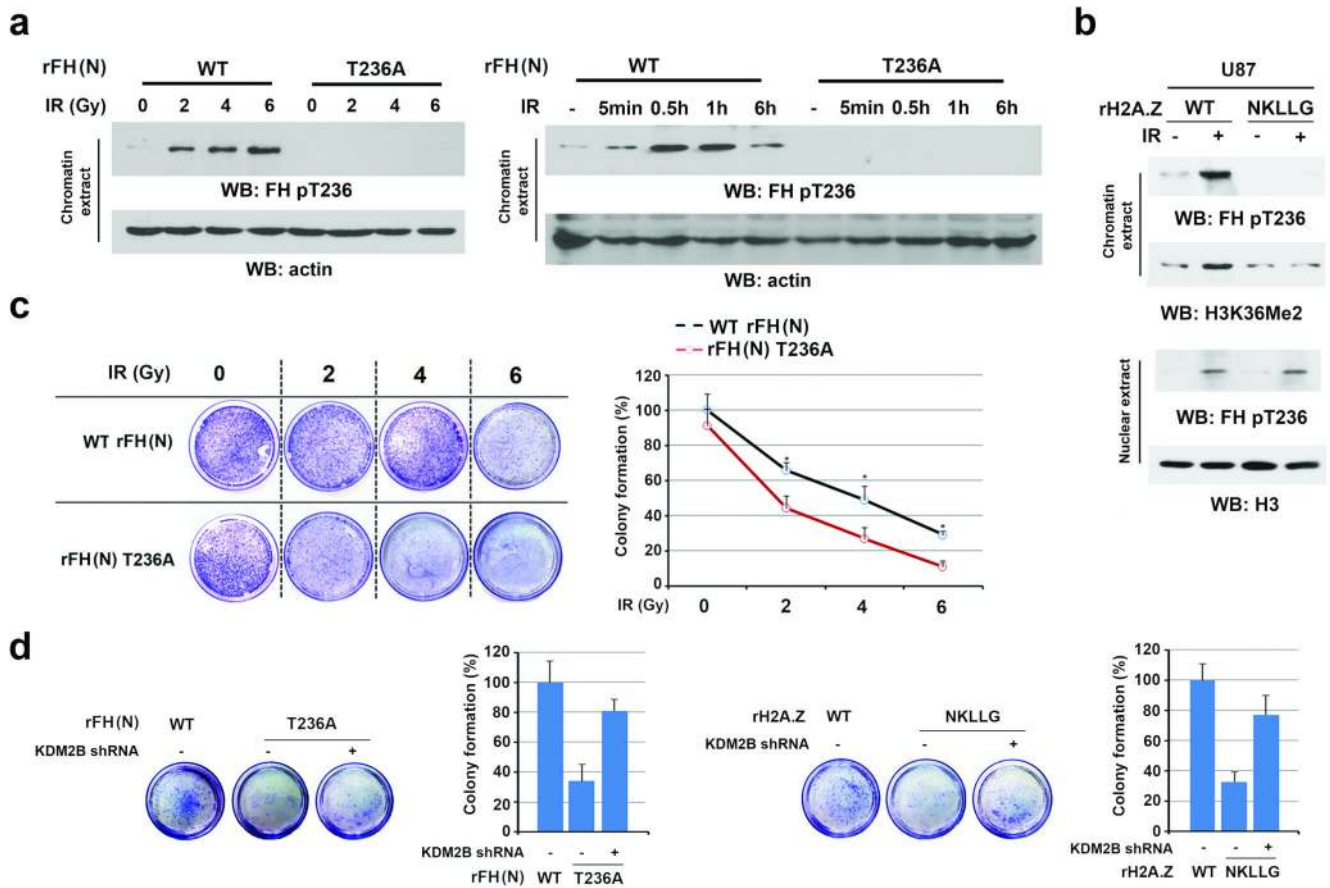 a
rFH(N) WT T236A
IR (Gy) 0 2 4 6 0 2 4 6
Chromatin extract
WB: FH pT236
WB: actin
rFH(N) WT T236A
IR - 5min 0.5h 1h 6h - 5min 0.5h 1h 6h
Chromatin extract
WB: FH pT236
WB: actin
b
U87
rH2A.Z WT NKLLG
IR - + - +
Chromatin extract
WB: FH pT236
WB: H3K36Me2
Nuclear extract
WB: FH pT236
WB: H3
c
IR (Gy) 0 2 4 6
WT rFH(N)
rFH(N) T236A
WT rFH(N)
rFH(N) T236A
Colony formation (%)
120
100
80
60
40
20
0
* * *
IR (Gy) 0 2 4 6
d
rFH(N) WT T236A
KDM2B shRNA - - +
Colony formation (%)
120
100
80
60
40
20
0
KDM2B shRNA - - +
rFH(N) WT T236A
rH2A.Z WT NKLLG
KDM2B shRNA - - +
Colony formation (%)
120
100
80
60
40
20
0
KDM2B shRNA - - +
rH2A.Z WT NKLLG